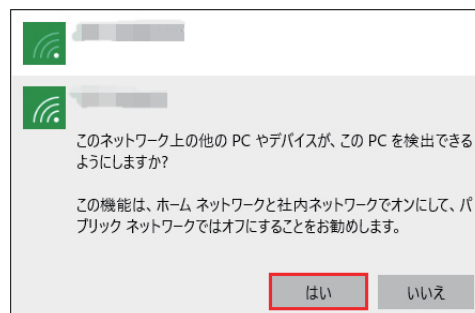 このネットワーク上の他の PC やデバイスが、この PC を検出できる
ようにしますか?
この機能は、ホーム ネットワークと社内ネットワークでオンにして、パ
ブリック ネットワークではオフにすることをお勧めします。
はい
いいえ